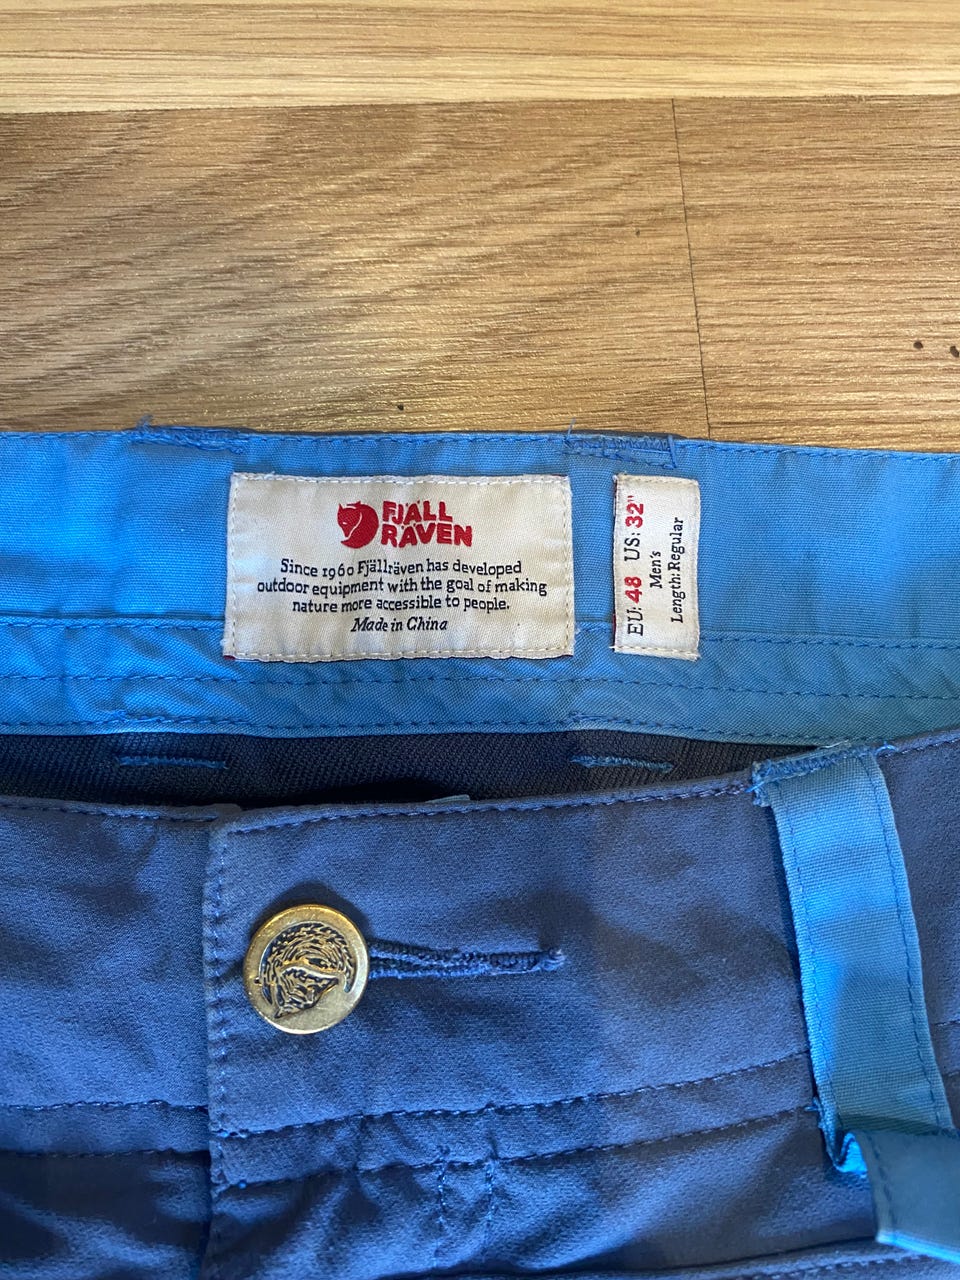 FJÄLL
RÄVEN
Since 1960 Fjällräven has developed
outdoor equipment with the goal of making
nature more accessible to people.
Made in China
EU: 48 US: 32"
Men's
Length: Regular